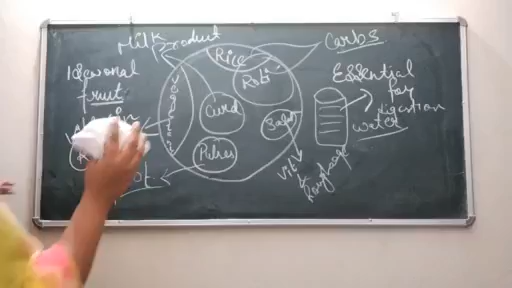 Milk product
Carbs
Seasonal
fruit
Rice
Roti
Curd
Salad
Pulses
Essential
for
digestion
water
Vit
&
Roughage